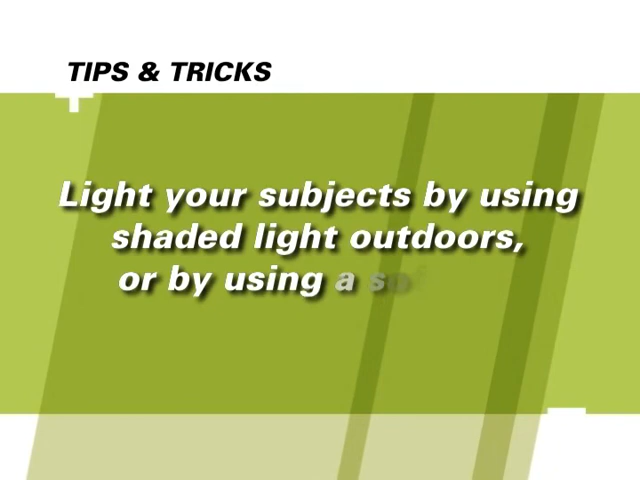 TIPS & TRICKS
Light your subjects by using
shaded light outdoors,
or by using a